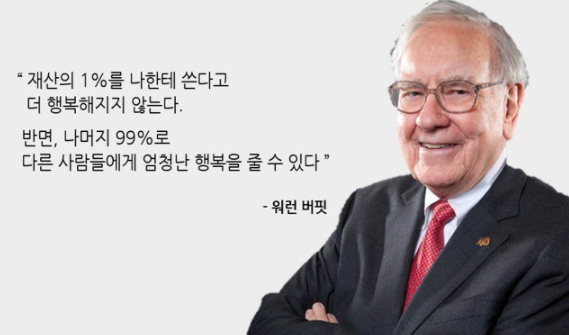 “ 재산의 1%를 나한테 쓴다고
더 행복해지지 않는다.
반면, 나머지 99%로
다른 사람들에게 엄청난 행복을 줄 수 있다 ”
- 워런 버핏